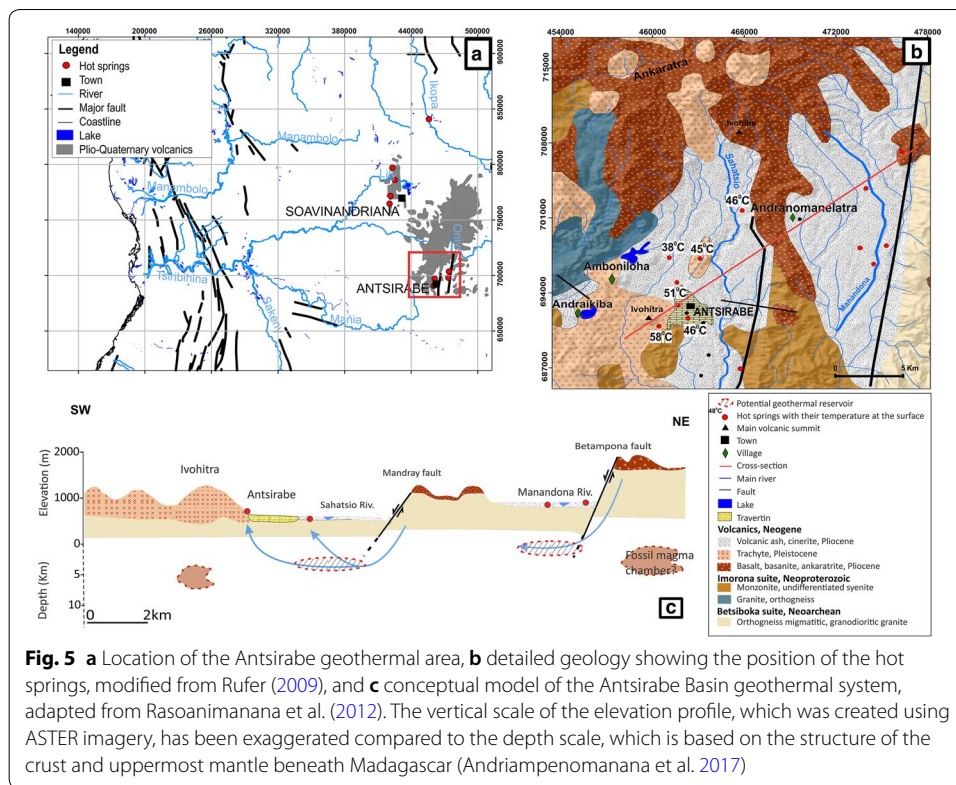 140000 200000 260000 320000 380000 440000 500000
a
Legend
Hot springs
Town
River
Major fault
Coastline
Lake
Plio-Quaternary volcanics
900000
850000
800000
750000
700000
650000
Ikopa
Manambolo
Manambolo
SOAVINANDRIANA
ANTSIRABE
Tsiribihina
Sakeny
Mania
454000 460000 466000 472000 478000
b
715000
708000
701000
694000
687000
Ankaratra
Ivohibe
Sahatsio
46°C
Andranomanelatra
38°C
45°C
Amboniloha
51°C
Andraikiba
Ivohitra
ANTSIRABE
58°C
46°C
Manandona
0 5 Km
SW
NE
Elevation (m)
2000
1000
0
Depth (Km)
5
10
Ivohitra
Antsirabe
Sahatsio Riv.
Mandray fault
Manandona Riv.
Betampona fault
Fossil magma
chamber?
0 2km
c
Potential geothermal reservoir
48°C
Hot springs with their temperature at the surface
Main volcanic summit
Town
Village
Cross-section
Main river
Fault
Lake
Travertin
Volcanics, Neogene
Volcanic ash, cinerite, Pliocene
Trachyte, Pleistocene
Basalt, basanite, ankaratrite, Pliocene
Imorona suite, Neoproterozoic
Monzonite, undifferentiated syenite
Granite, orthogneiss
Betsiboka suite, Neoarchean
Orthogneiss migmatitic, granodioritic granite
Fig. 5 a Location of the Antsirabe geothermal area, b detailed geology showing the position of the hot
springs, modified from Rufer (2009), and c conceptual model of the Antsirabe Basin geothermal system,
adapted from Rasoanimanana et al. (2012). The vertical scale of the elevation profile, which was created using
ASTER imagery, has been exaggerated compared to the depth scale, which is based on the structure of the
crust and uppermost mantle beneath Madagascar (Andriampenomanana et al. 2017)